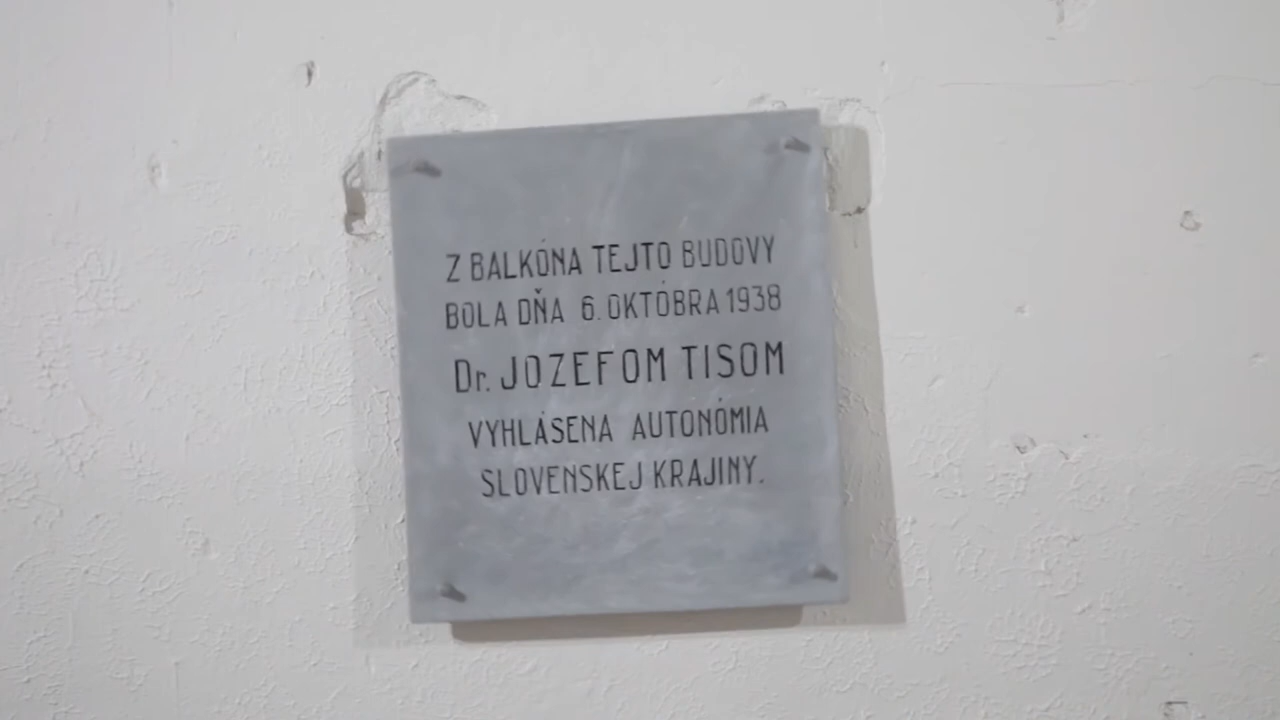 Z BALKÓNA TEJTO BUDOVY
BOLA DŇA 6. OKTÓBRA 1938
Dr. JOZEFOM TISOM
VYHLÁSENA AUTONÓMIA
SLOVENSKEJ KRAJINY.